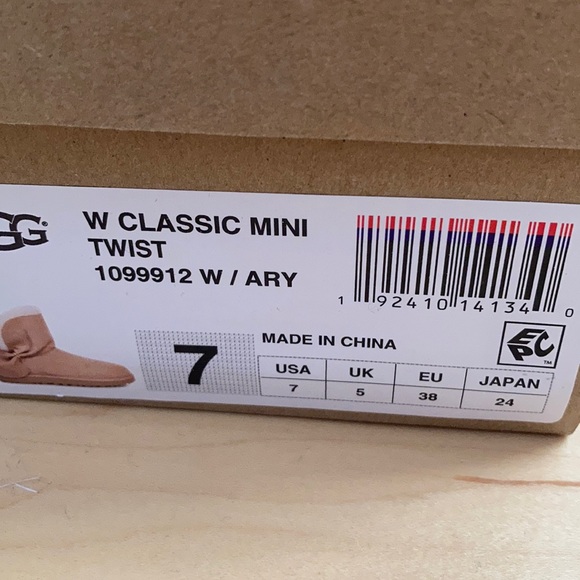 GG®
W CLASSIC MINI
TWIST
1099912 W / ARY
1 92410 14134 0
7
MADE IN CHINA
EPC™
USA UK EU JAPAN
7 5 38 24